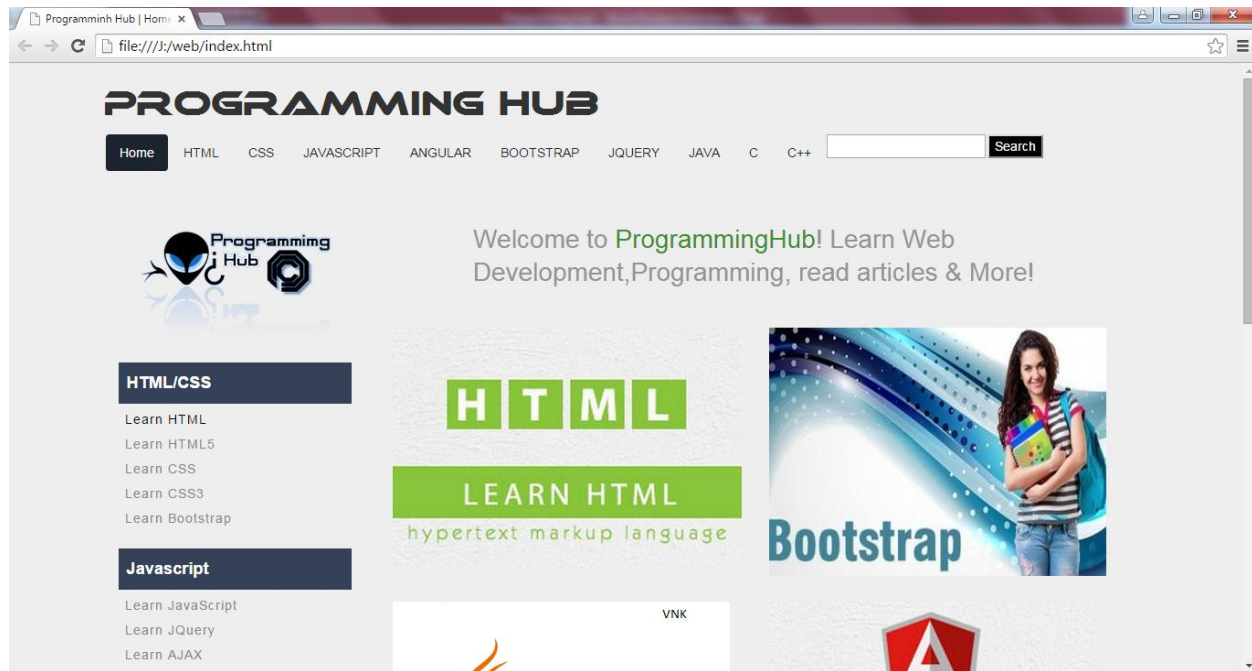 Programminh Hub | Hom
file:///J:/web/index.html
PROGRAMMING HUB
Home HTML CSS JAVASCRIPT ANGULAR BOOTSTRAP JQUERY JAVA C C++ Search
Programmimg
Hub
Welcome to ProgrammingHub! Learn Web
Development,Programming, read articles & More!
HTML/CSS
Learn HTML
Learn HTML5
Learn CSS
Learn CSS3
Learn Bootstrap
Javascript
Learn JavaScript
Learn JQuery
Learn AJAX
HTML
LEARN HTML
hypertext markup language
Bootstrap
VNK